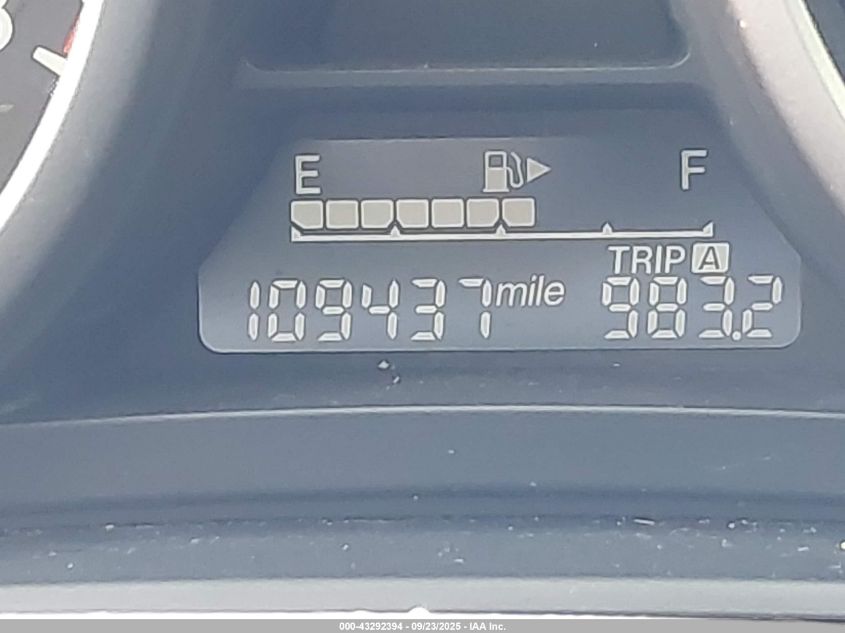 E F
TRIP A
109437 mile 983.2
000-43292394 - 09/23/2025 - IAA Inc.